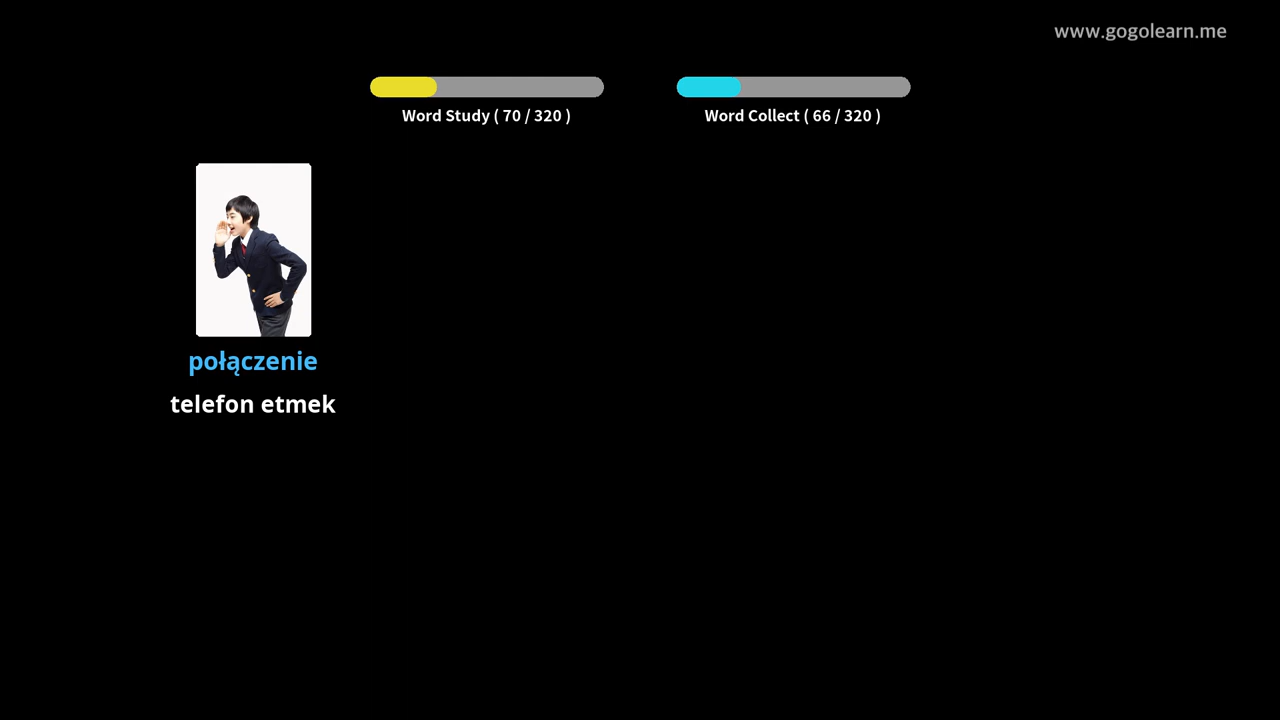 www.gogolearn.me
Word Study ( 70 / 320 )
Word Collect ( 66 / 320 )
połączenie
telefon etmek